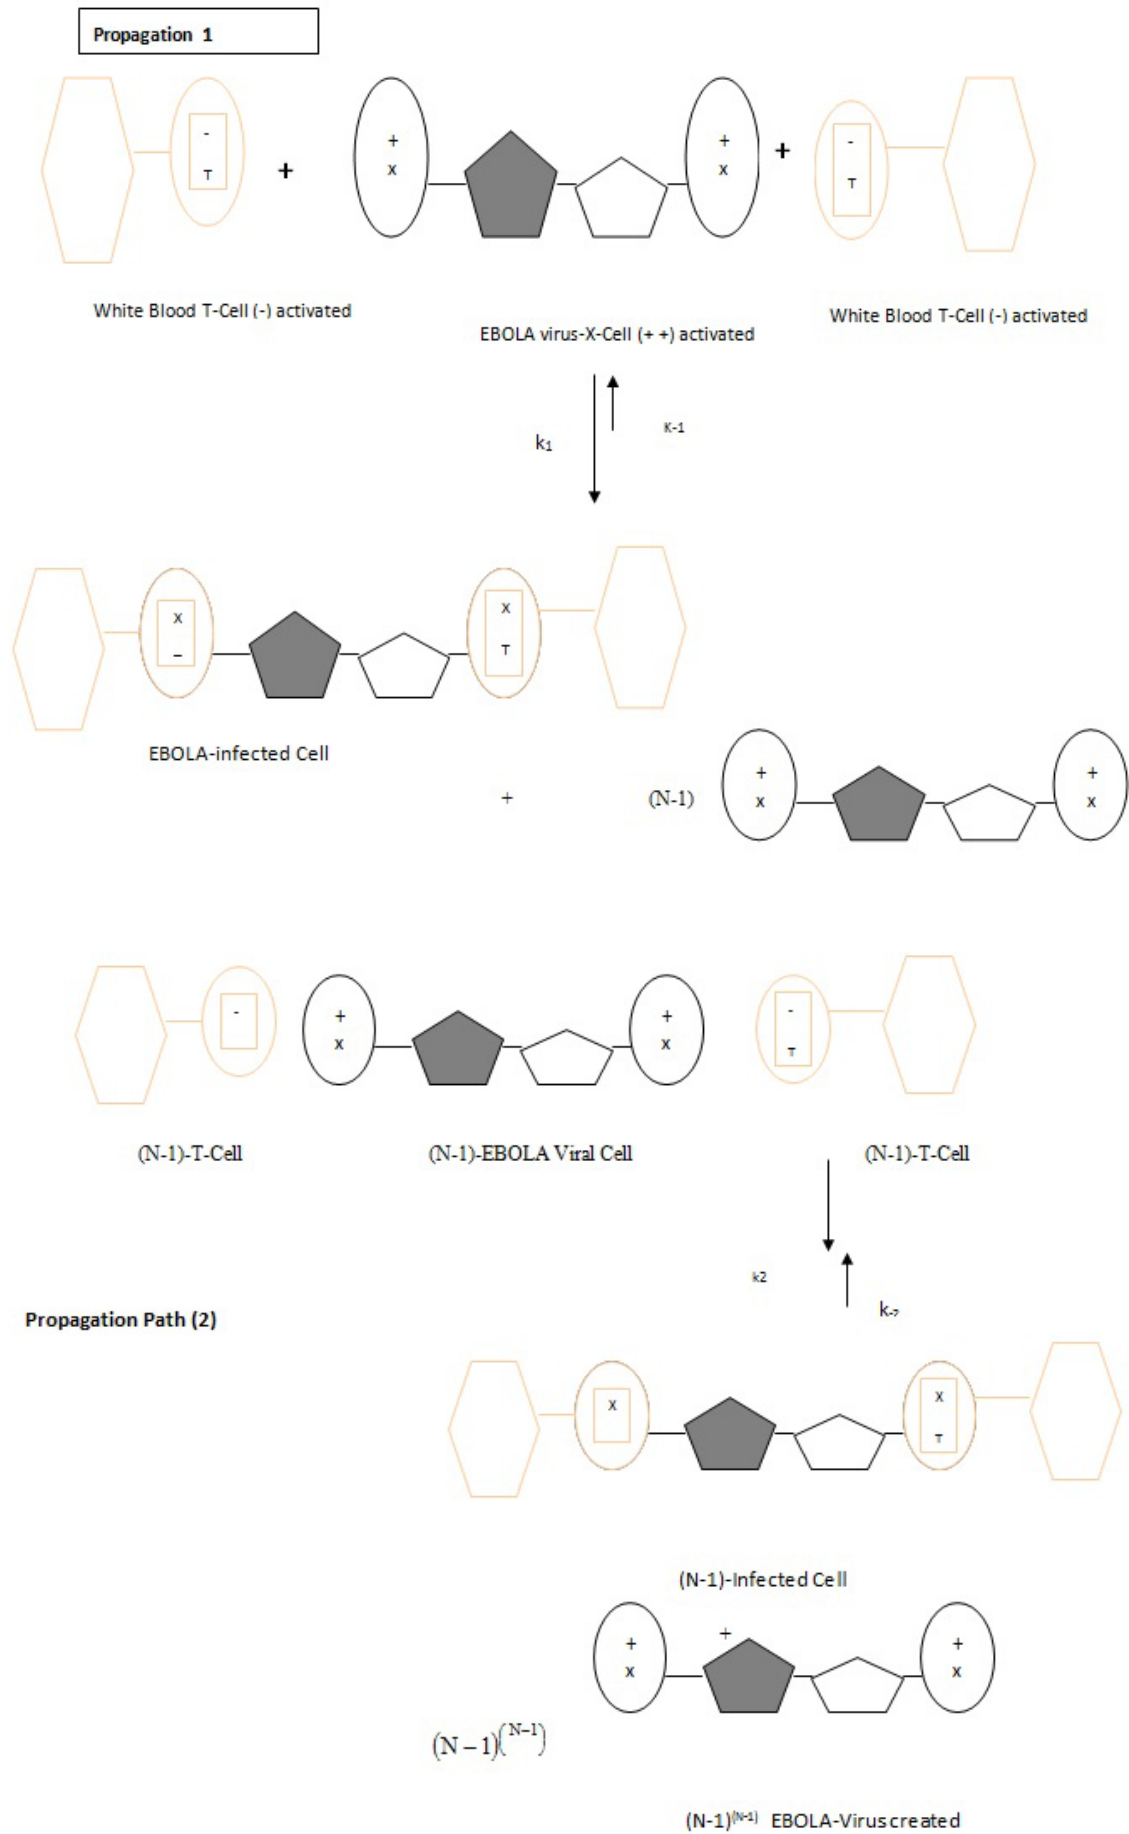 Propagation 1
-
T
+
+
X
+
X
+
-
T
White Blood T-Cell (-) activated
EBOLA virus-X-Cell (+ +) activated
White Blood T-Cell (-) activated
k1
K-1
X
–
X
T
EBOLA-infected Cell
+
(N-1)
+
X
+
X
-
+
X
+
X
-
T
(N-1)-T-Cell
(N-1)-EBOLA Viral Cell
(N-1)-T-Cell
k2
k-2
Propagation Path (2)
X
X
T
(N-1)-Infected Cell
+
+
X
+
X
(N – 1)(N–1)
(N-1)(N-1) EBOLA-Virus created